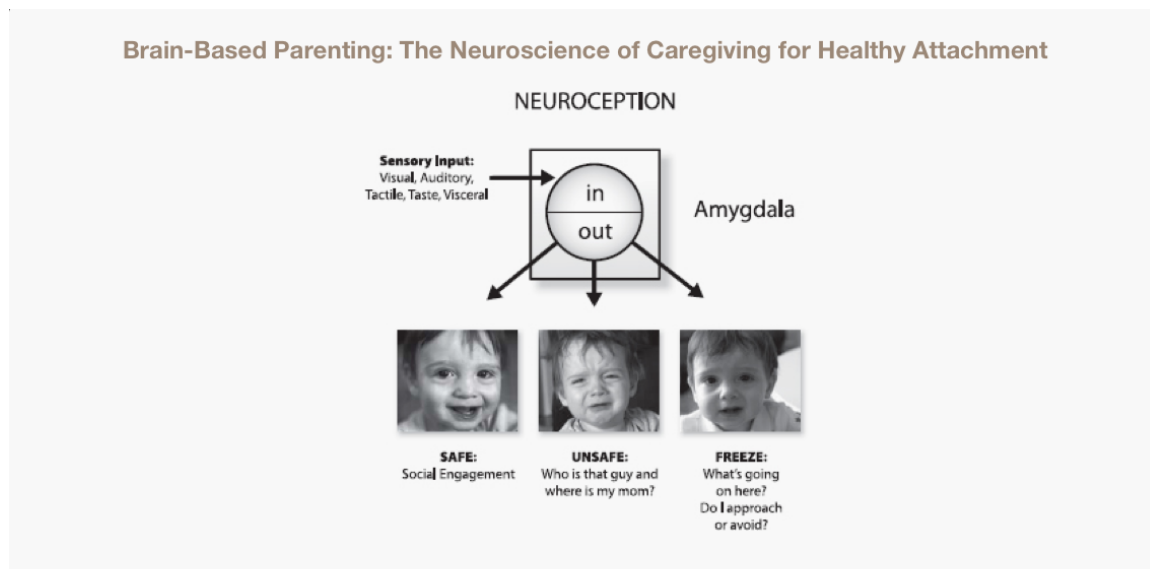 Brain-Based Parenting: The Neuroscience of Caregiving for Healthy Attachment
NEUROCEPTION
Sensory Input:
Visual, Auditory,
Tactile, Taste, Visceral
in
out
Amygdala
SAFE:
Social Engagement
UNSAFE:
Who is that guy and
where is my mom?
FREEZE:
What's going
on here?
Do I approach
or avoid?